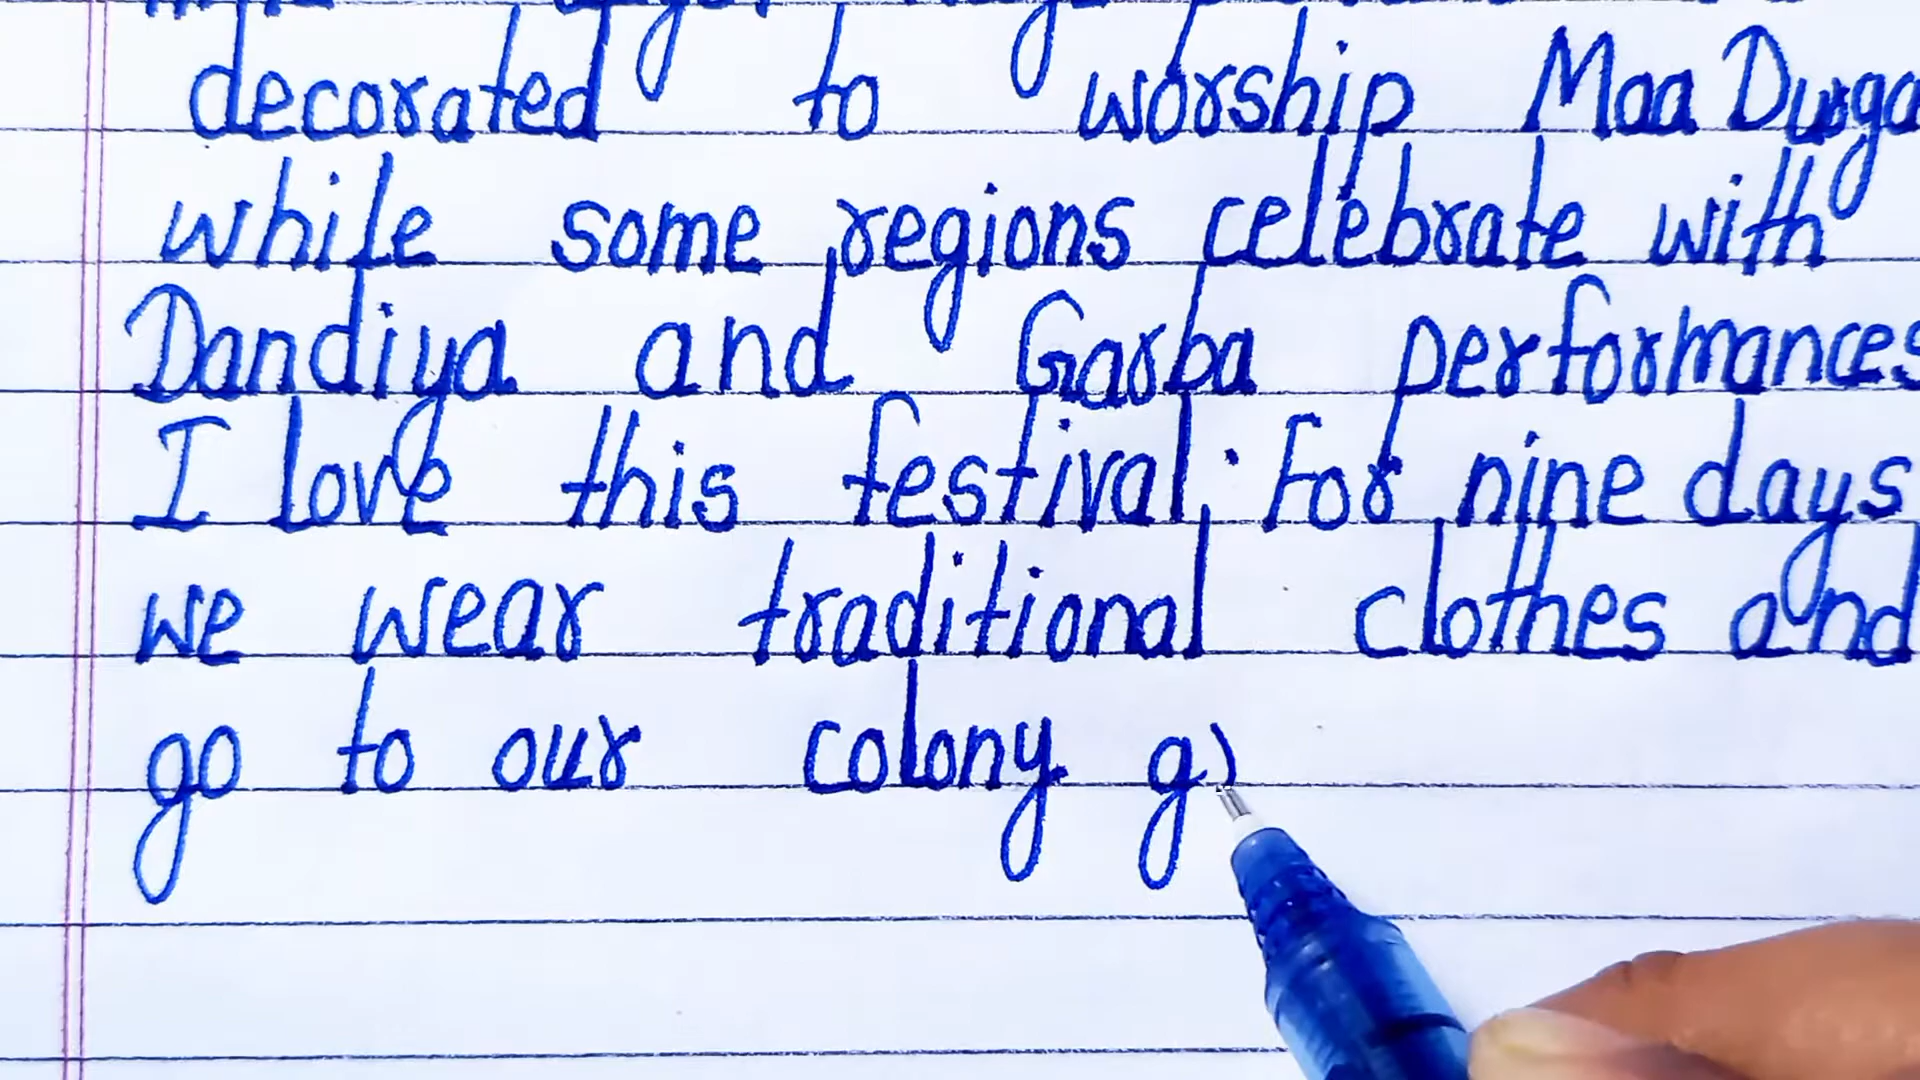 decorated to worship Maa Durga
while some regions celebrate with
Dandiya and Garba performances
I love this festival. For nine days
we wear traditional clothes and
go to our colony